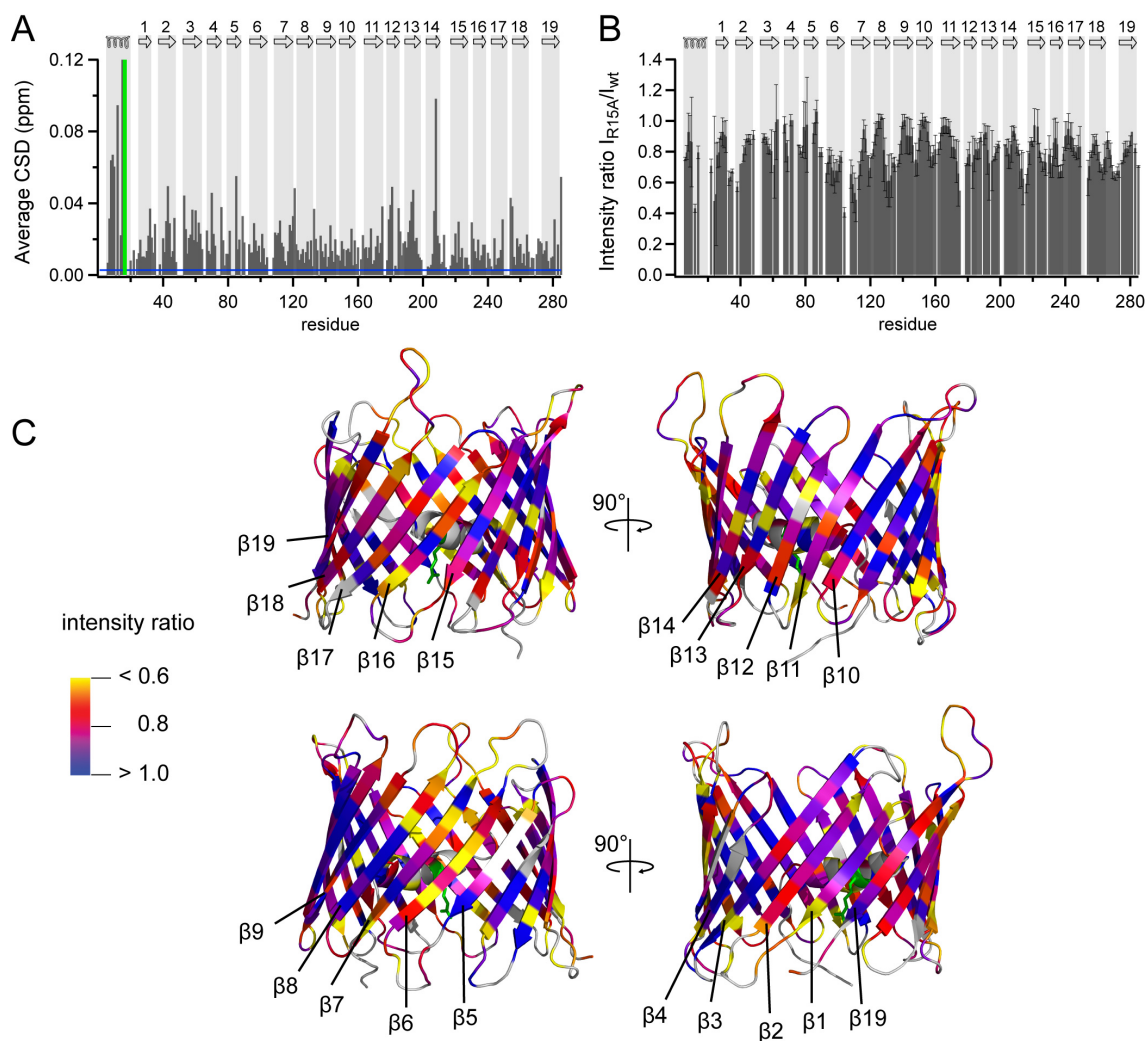 A
1 2 3 4 5 6 7 8 9 10 11 12 13 14 15 16 17 18 19
Average CSD (ppm)
0.12
0.08
0.04
0.00
40 80 120 160 200 240 280
residue
B
1 2 3 4 5 6 7 8 9 10 11 12 13 14 15 16 17 18 19
Intensity ratio I_R15A/I_wt
1.4
1.2
1.0
0.8
0.6
0.4
0.2
0.0
40 80 120 160 200 240 280
residue
C
β19
β18
β17
β16
β15
90°
β14
β13
β12
β11
β10
intensity ratio
< 0.6
0.8
> 1.0
β9
β8
β7
β6
β5
90°
β4
β3
β2
β1
β19